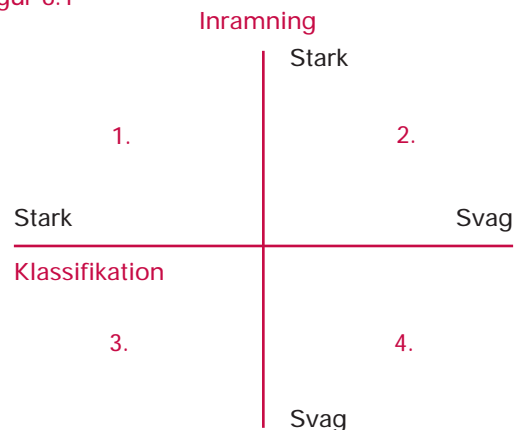 Inramning
Stark
1.
2.
Stark
Svag
Klassifikation
3.
4.
Svag